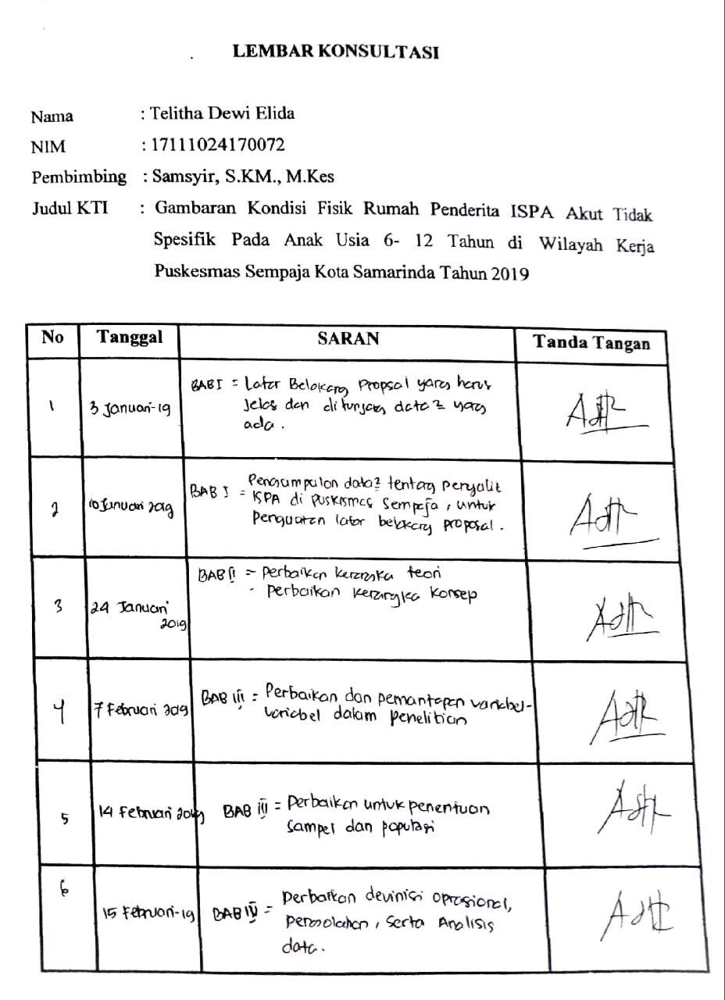 LEMBAR KONSULTASI
Nama : Telitha Dewi Elida
NIM : 17111024170072
Pembimbing : Samsyir, S.KM., M.Kes
Judul KTI : Gambaran Kondisi Fisik Rumah Penderita ISPA Akut Tidak
Spesifik Pada Anak Usia 6- 12 Tahun di Wilayah Kerja
Puskesmas Sempaja Kota Samarinda Tahun 2019
No Tanggal SARAN Tanda Tangan
1 3 Januari-19 BAB I = Latar Belakang Propsal yang harus
jelas dan ditunjang data2 yang
ada.
2 10 Januari 2019 BAB I = Pengumpulan data2 tentang penyakit
ISPA di Puskismes Sempaja, untuk
Penguatan latar belakang proposal.
3 24 Januari 2019 BAB II = Perbaikan kerangka teori
- Perbaikan kerangka konsep
4 7 Februari 2019 BAB III = Perbaikan dan pemantapan variabel-
variabel dalam penelitian
5 14 Februari 2019 BAB III = Perbaikan untuk penentuan
sampel dan populasi
6 15 Februari-19 BAB IV = Perbaikan devinisi oprasional,
Pengolahan, serta Analisis
data.